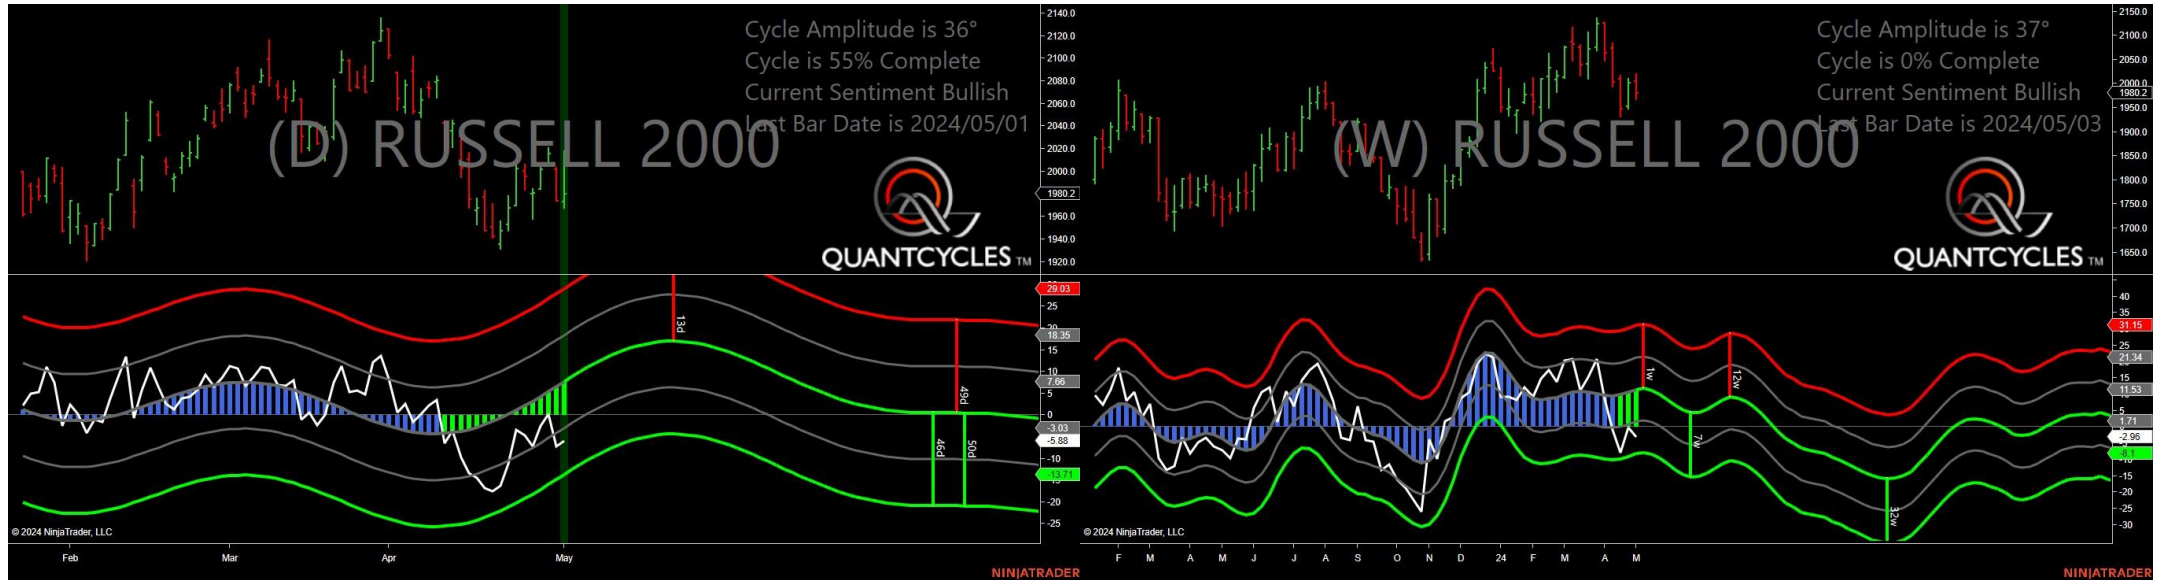 Cycle Amplitude is 36°
Cycle is 55% Complete
Current Sentiment Bullish
Last Bar Date is 2024/05/01
(D) RUSSELL 2000
QUANTCYCLES TM
2140.0
2120.0
2100.0
2080.0
2060.0
2040.0
2020.0
2000.0
1980.2
1960.0
1940.0
1920.0
29.03
25
18.35
15
10
7.66
5
0
-3.03
-5.88
-10
-13.71
-20
-25
13d
49d
46d
50d
© 2024 NinjaTrader, LLC
Feb Mar Apr May
NINJATRADER
Cycle Amplitude is 37°
Cycle is 0% Complete
Current Sentiment Bullish
Last Bar Date is 2024/05/03
(W) RUSSELL 2000
QUANTCYCLES TM
2150.0
2100.0
2050.0
2000.0
1980.2
1950.0
1900.0
1850.0
1800.0
1750.0
1700.0
1650.0
40
35
31.15
25
21.34
15
11.53
5
1.71
-2.96
-8.1
-15
-20
-25
-30
1w
12w
7w
32w
© 2024 NinjaTrader, LLC
F M A M J J A S O N D 24 F M A M
NINJATRADER